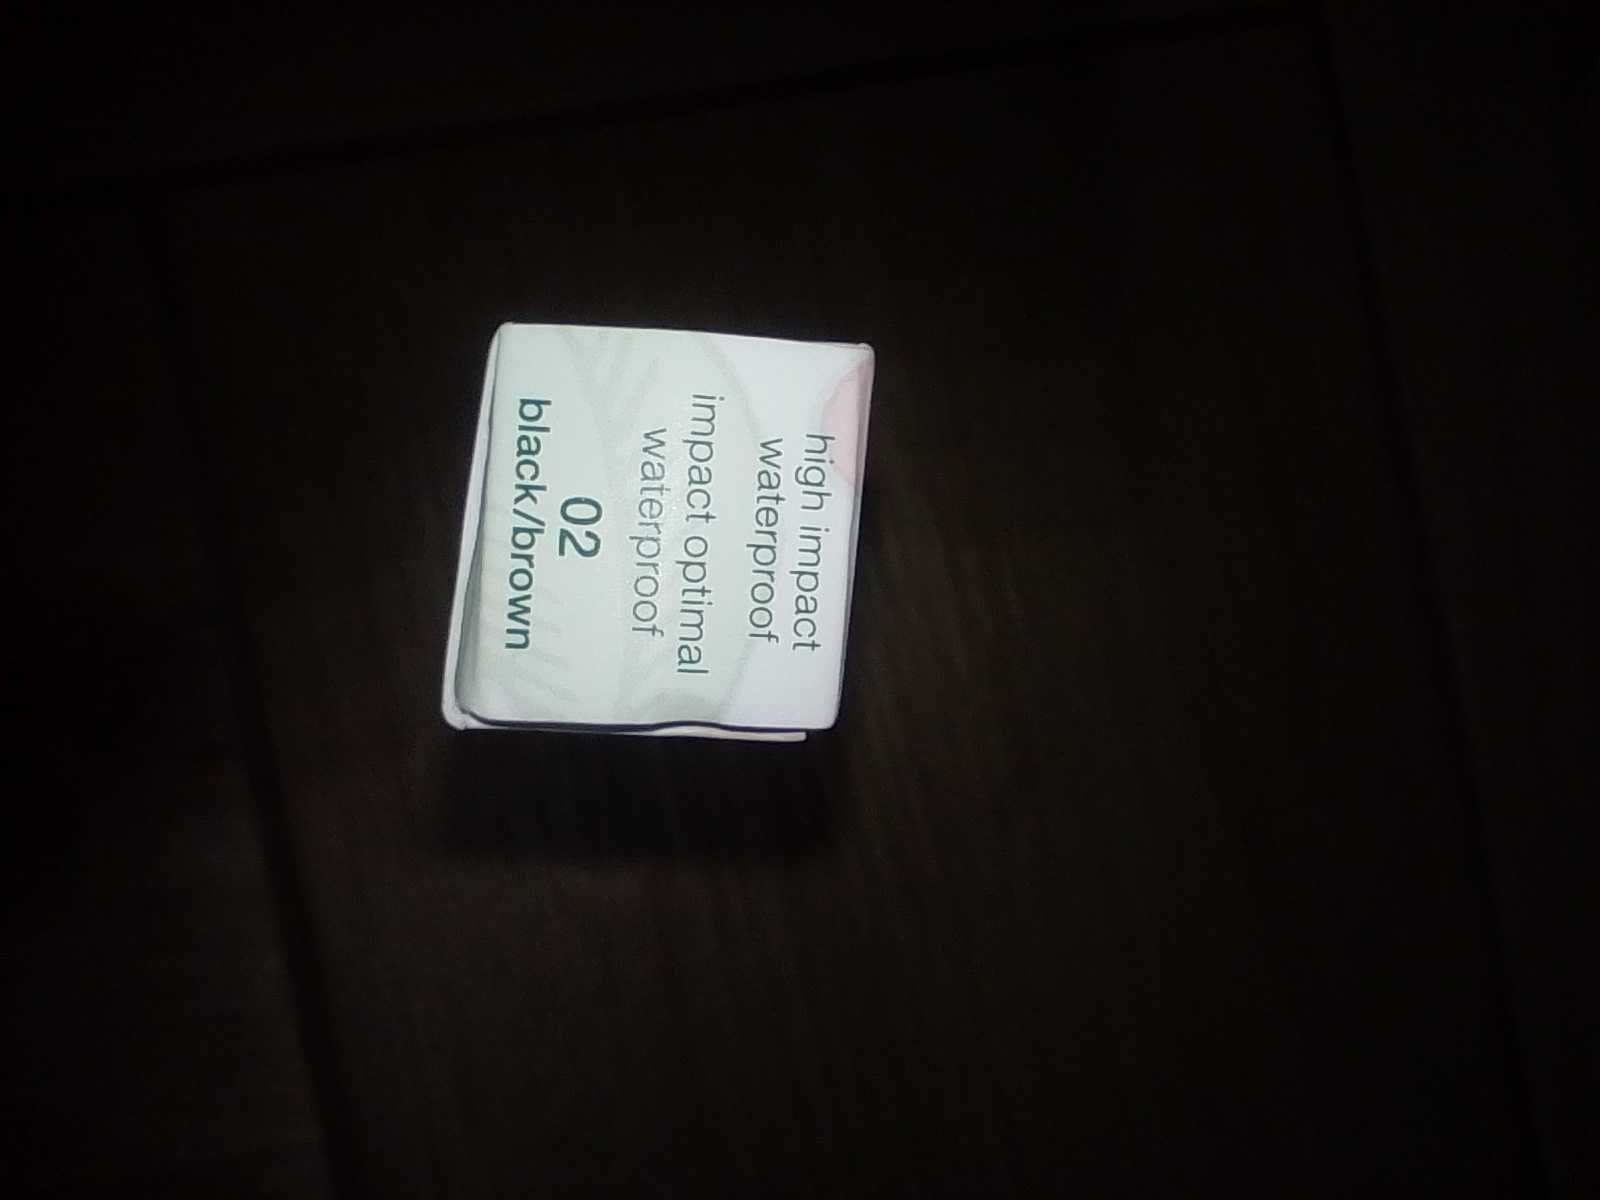 high impact
waterproof
impact optimal
waterproof
02
black/brown